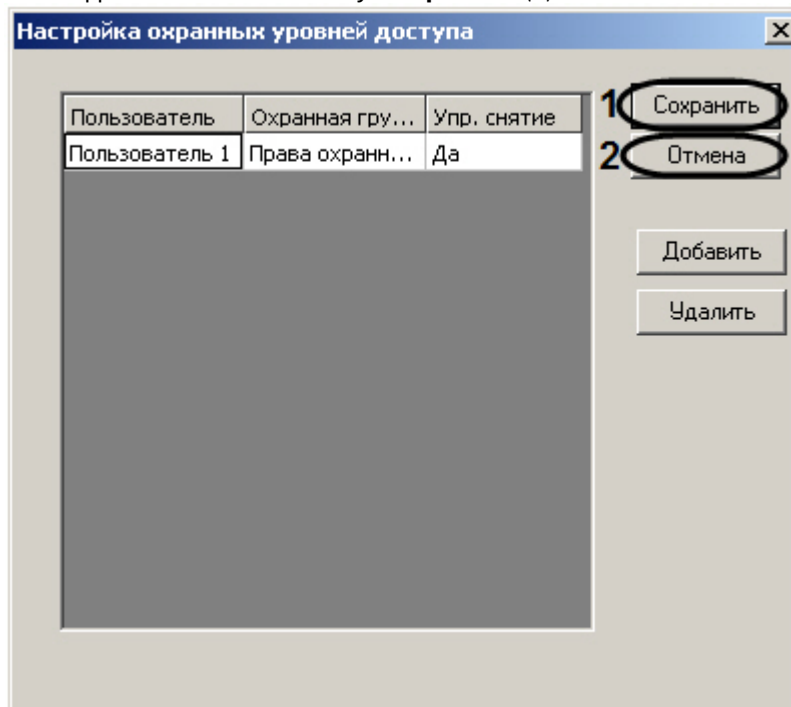 Настройка охранных уровней доступа
Пользователь Охранная гру... Упр. снятие
Пользователь 1 Права охранн... Да
1 Сохранить
2 Отмена
Добавить
Удалить